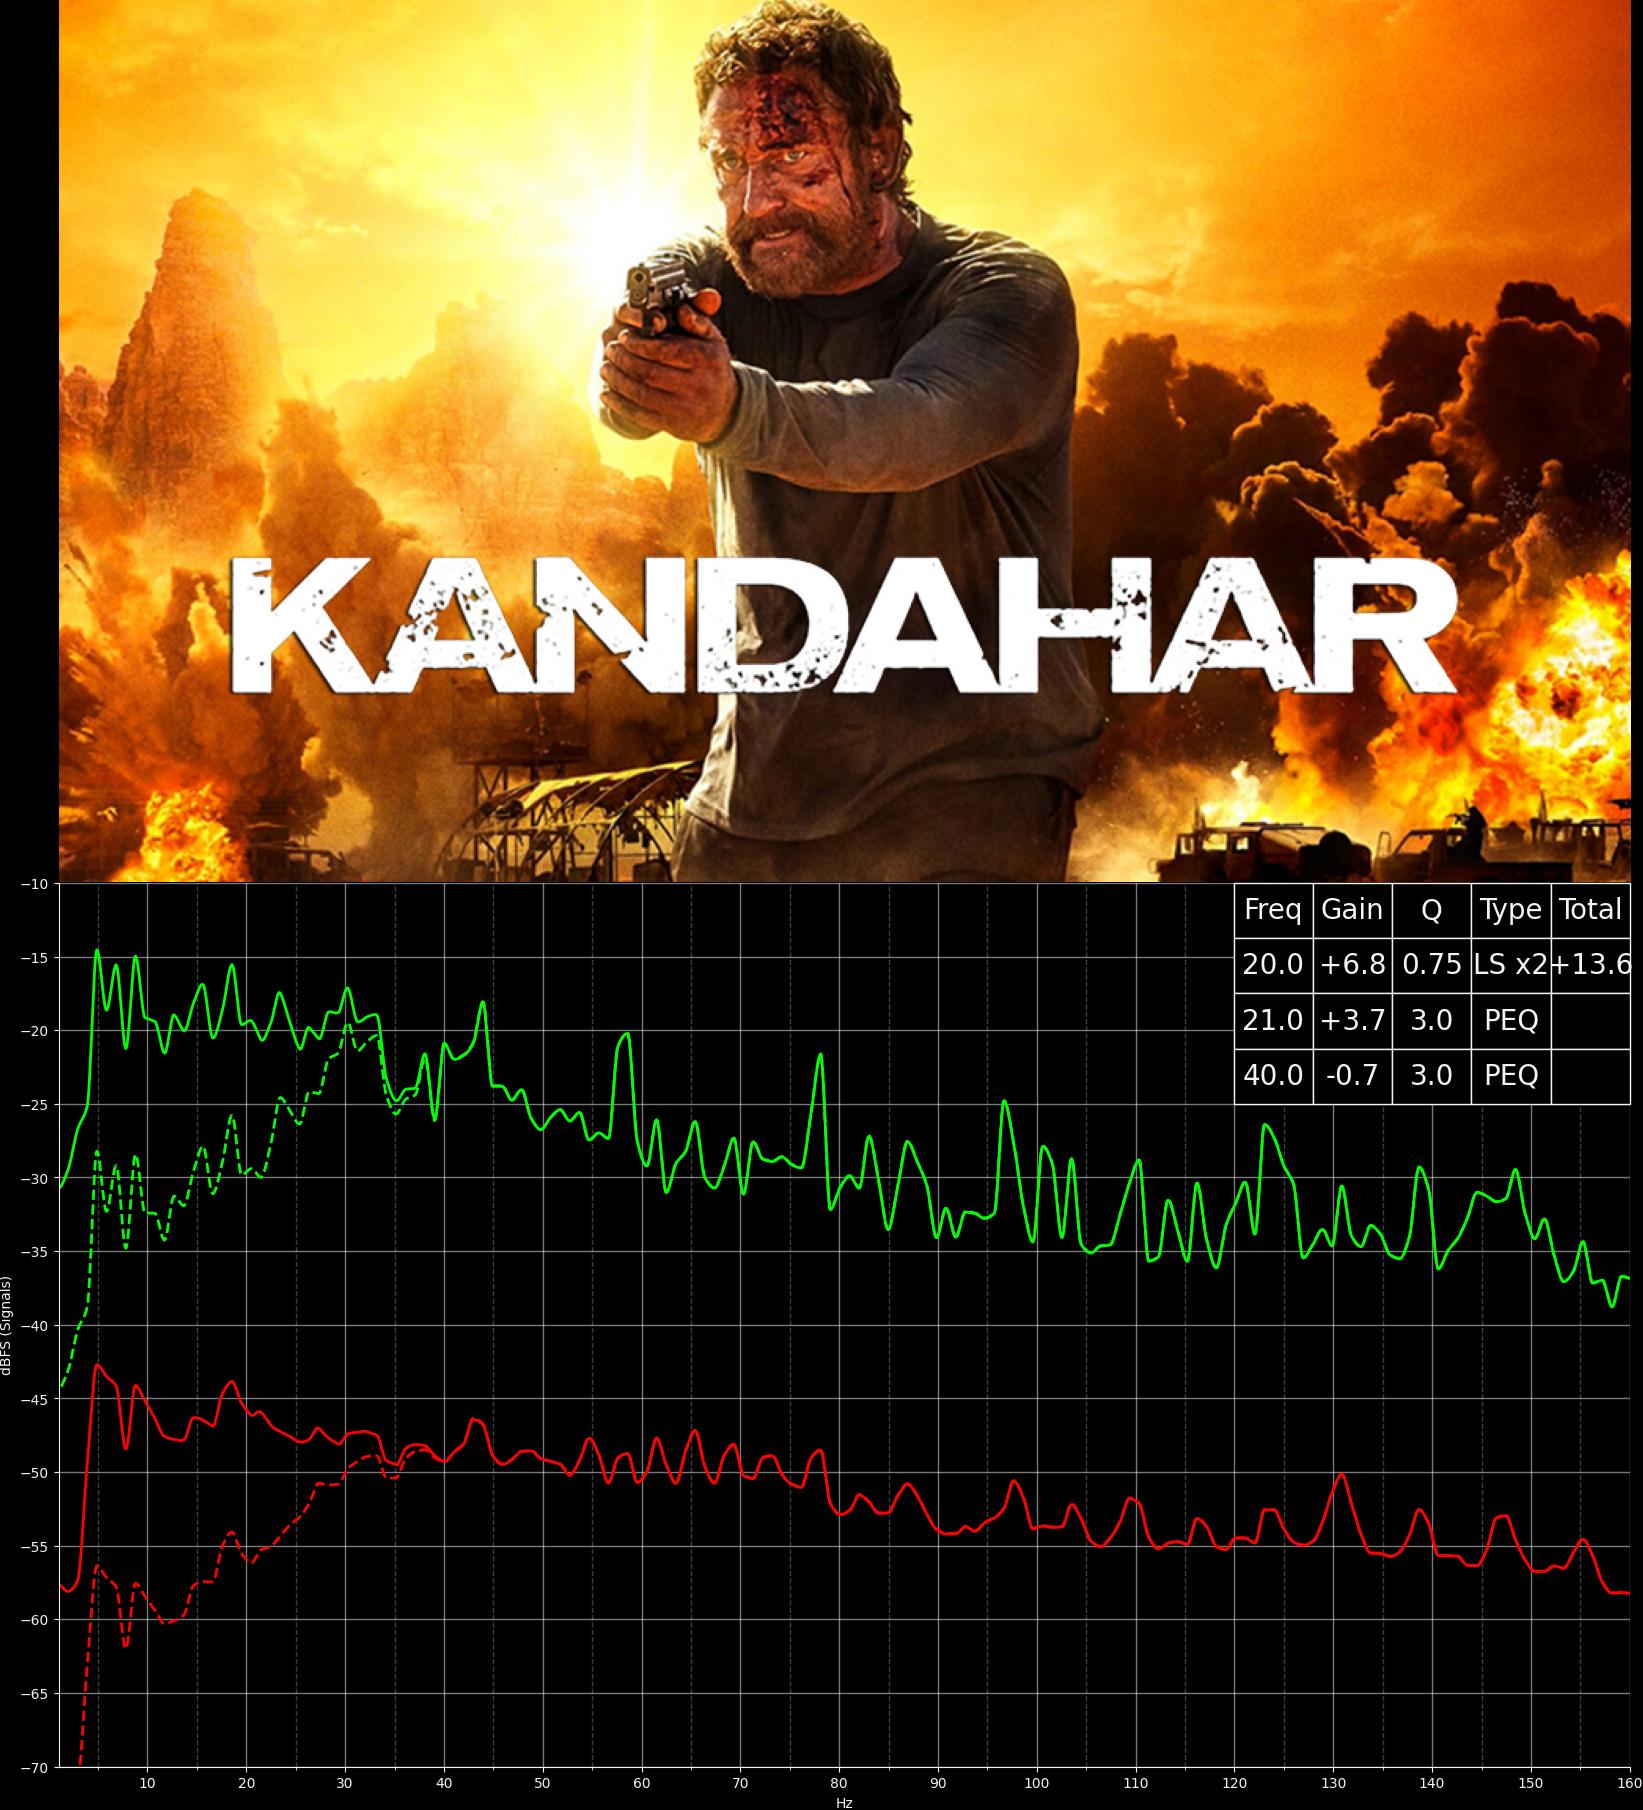 KANDAHAR
Freq Gain Q Type Total
20.0 +6.8 0.75 LS x2 +13.6
21.0 +3.7 3.0 PEQ
40.0 -0.7 3.0 PEQ
−10
−15
−20
−25
−30
−35
−40
−45
−50
−55
−60
−65
−70
dBFS (Signals)
10 20 30 40 50 60 70 80 90 100 110 120 130 140 150 160
Hz